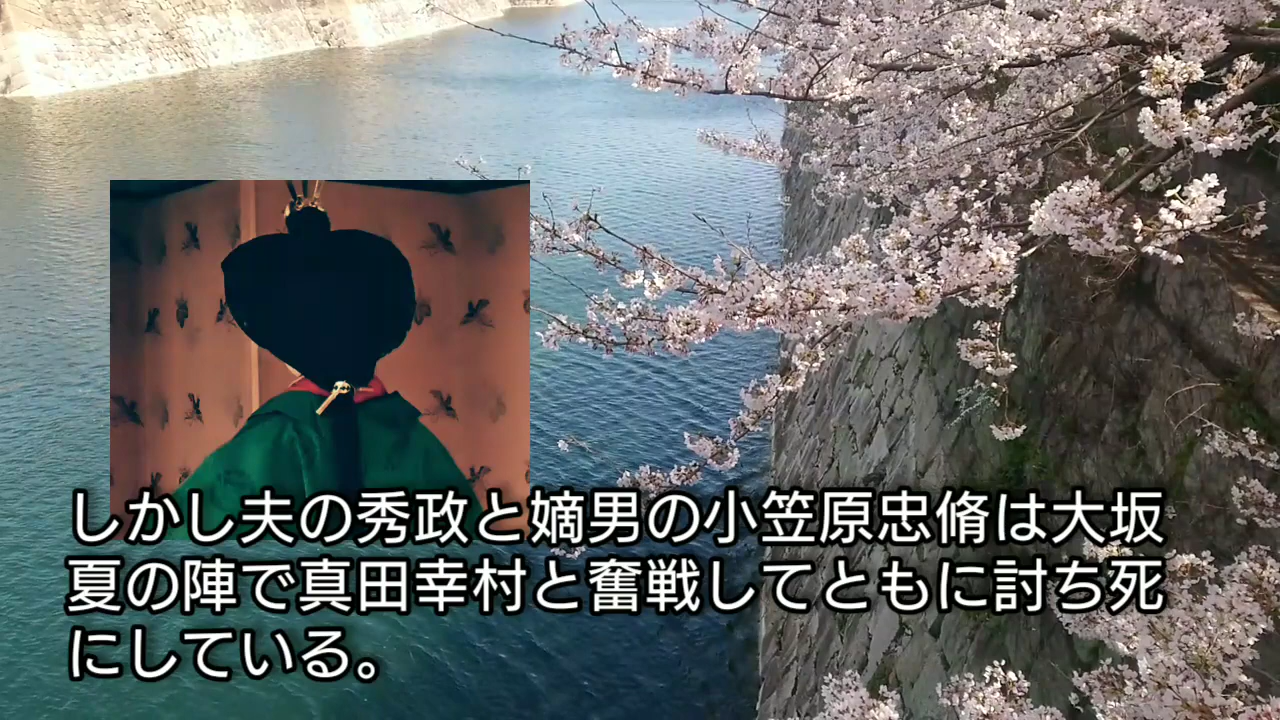 しかし夫の秀政と嫡男の小笠原忠脩は大坂
夏の陣で真田幸村と奮戦してともに討ち死
にしている。